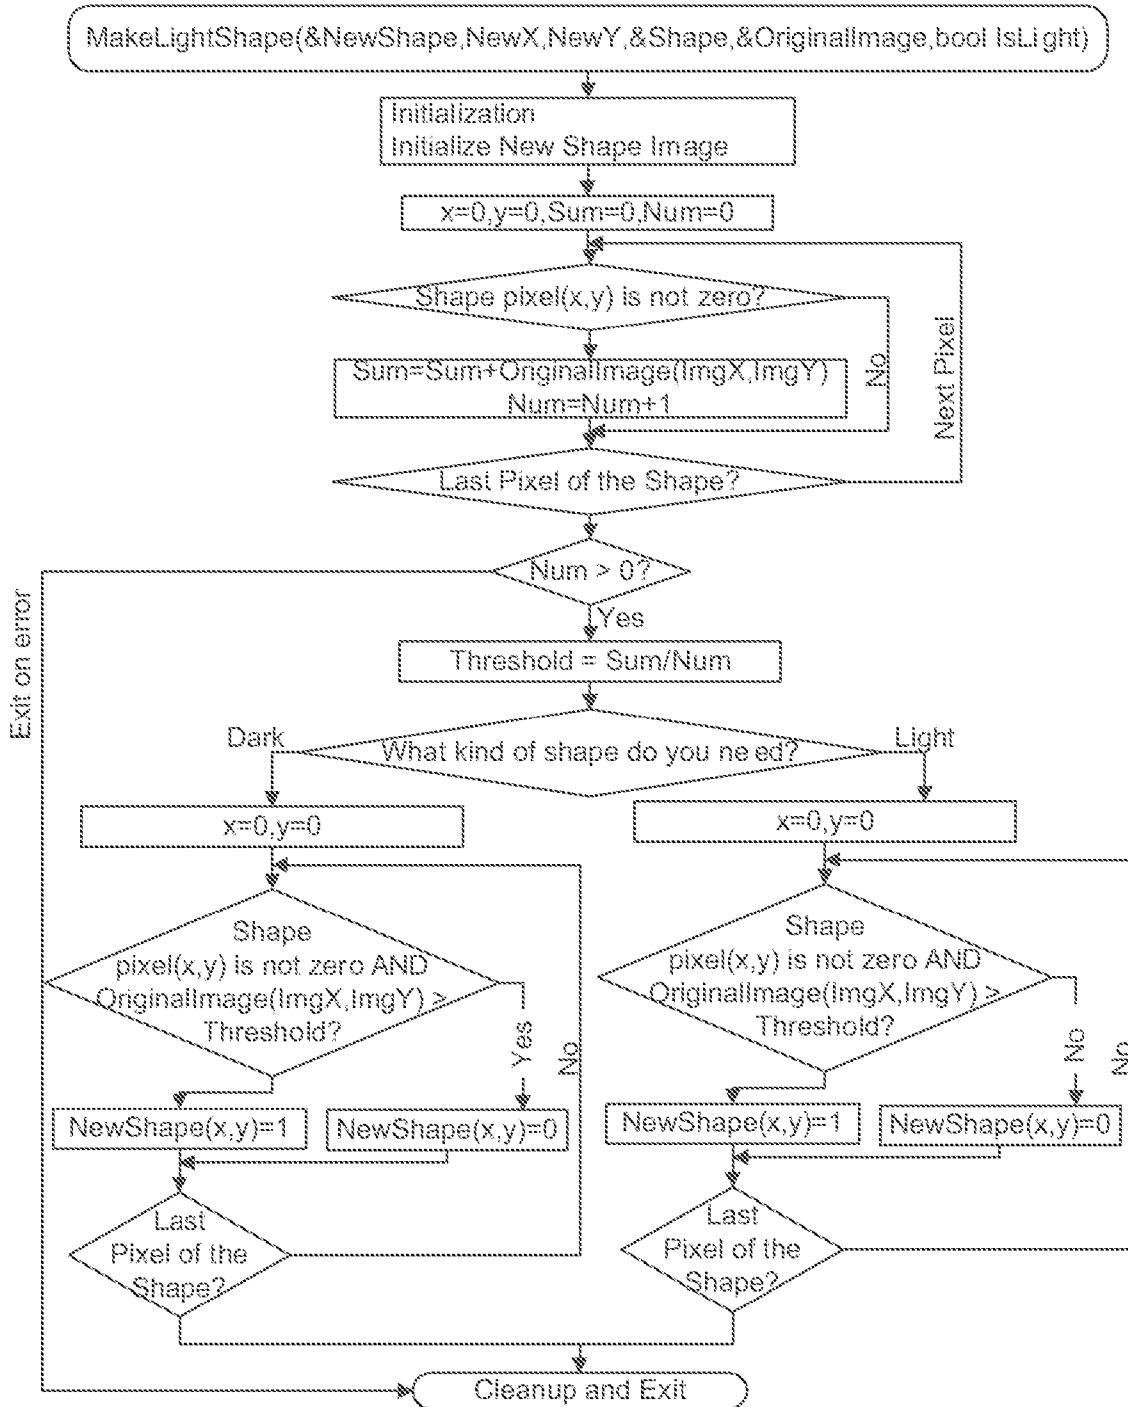 MakeLightShape(&NewShape,NewX,NewY,&Shape,&OriginalImage,bool IsLight)
Initialization
Initialize New Shape Image
x=0,y=0,Sum=0,Num=0
Shape pixel(x,y) is not zero?
Sum=Sum+OriginalImage(ImgX,ImgY)
Num=Num+1
No
Next Pixel
Last Pixel of the Shape?
Num > 0?
Exit on error
Yes
Threshold = Sum/Num
What kind of shape do you need?
Dark
Light
x=0,y=0
x=0,y=0
Shape
pixel(x,y) is not zero AND
OriginalImage(ImgX,ImgY) >
Threshold?
Yes
No
Shape
pixel(x,y) is not zero AND
OriginalImage(ImgX,ImgY) >
Threshold?
No
No
NewShape(x,y)=1
NewShape(x,y)=0
NewShape(x,y)=1
NewShape(x,y)=0
Last
Pixel of the
Shape?
Last
Pixel of the
Shape?
Cleanup and Exit